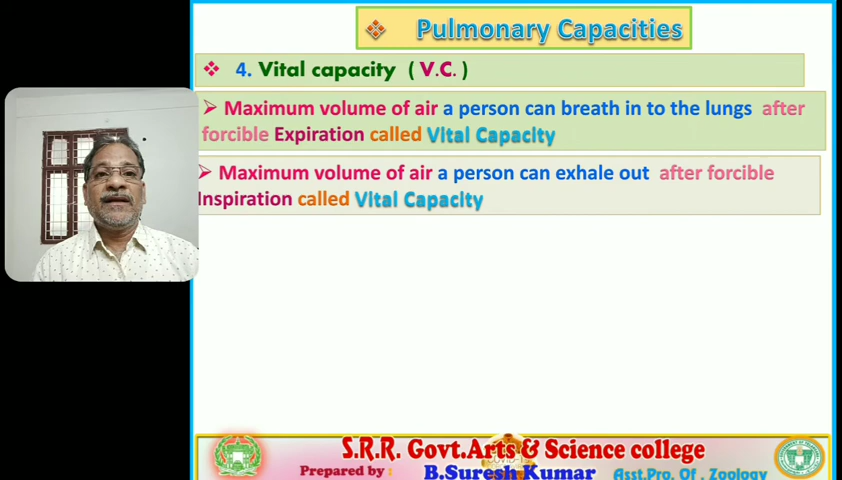 Pulmonary Capacities
4. Vital capacity ( V.C. )
Maximum volume of air a person can breath in to the lungs after
forcible Expiration called Vital Capacity
Maximum volume of air a person can exhale out after forcible
Inspiration called Vital Capacity
S.R.R. Govt.Arts & Science college
Prepared by : B.Suresh Kumar Asst.Pro. Of . Zoology